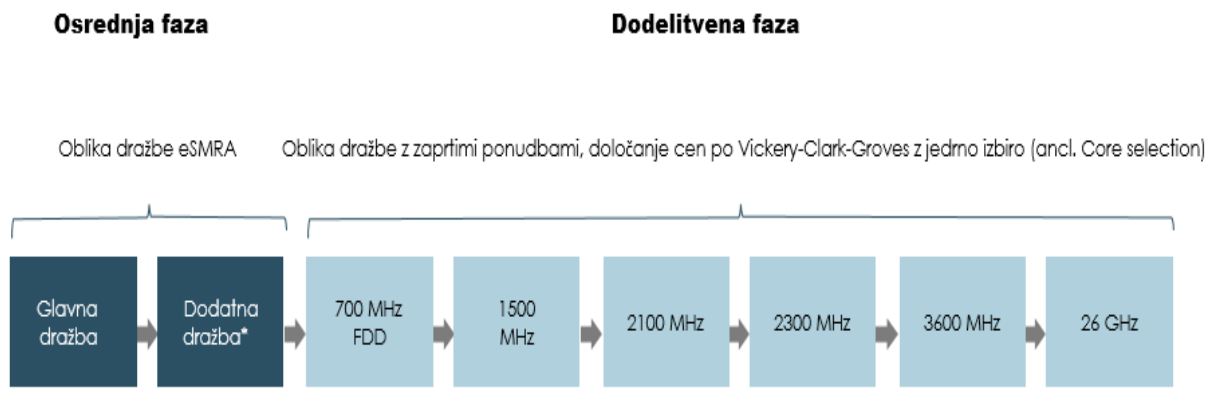 Osrednja faza
Dodelitvena faza
Oblika dražbe eSMRA
Oblika dražbe z zaprtimi ponudbami, določanje cen po Vickery-Clark-Groves z jedrno izbiro (ancl. Core selection)
Glavna
dražba
Dodatna
dražba*
700 MHz
FDD
1500
MHz
2100 MHz
2300 MHz
3600 MHz
26 GHz